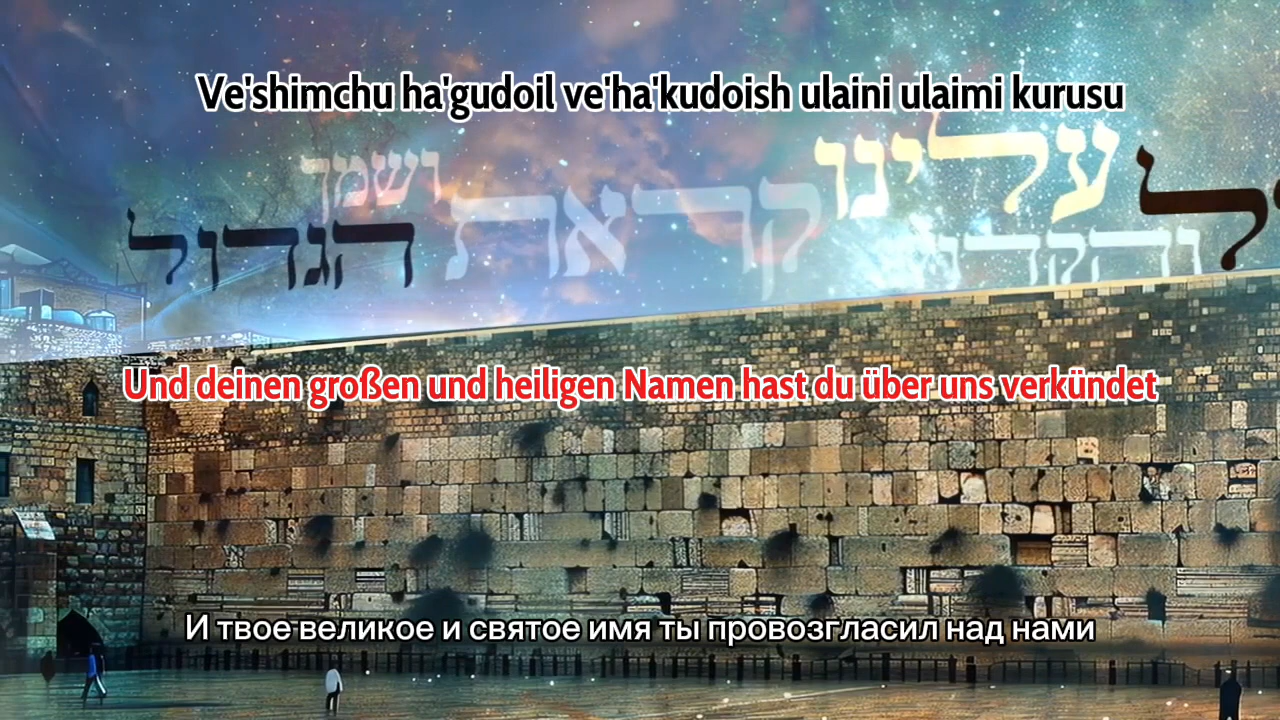 Ve'shimchu ha'gudoil ve'ha'kudoish ulaini ulaimi kurusu
עלינו
ושמך
קראת
הגדול
Und deinen großen und heiligen Namen hast du über uns verkündet
И твое великое и святое имя ты провозгласил над нами